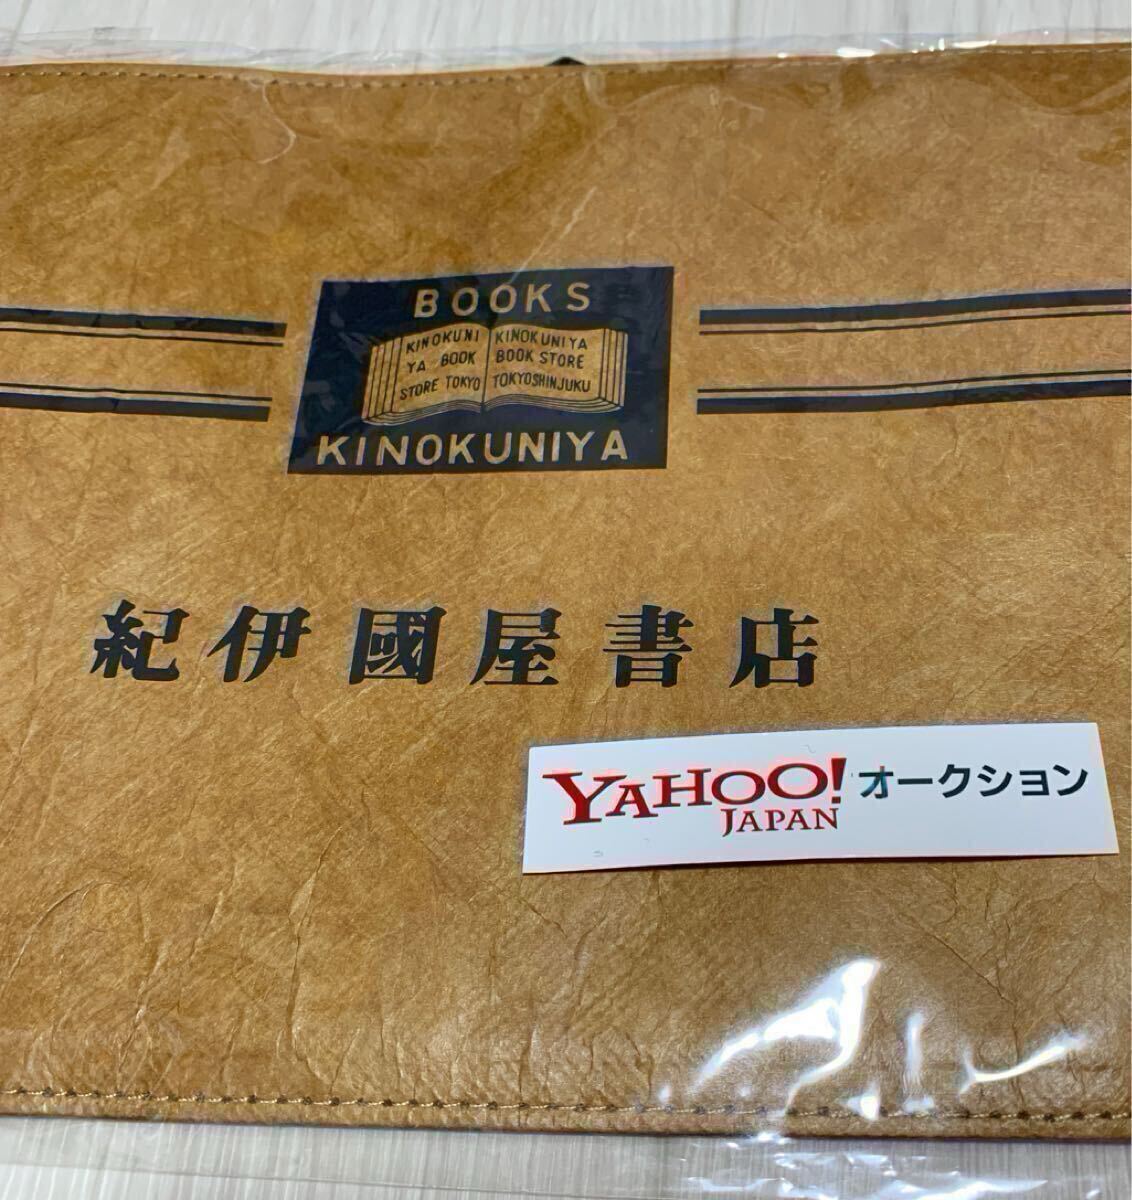 BOOKS
KINOKUNI
YA BOOK
STORE TOKYO
KINOKUNIYA
BOOK STORE
TOKYOSHINJUKU
KINOKUNIYA
紀伊國屋書店
YAHOO!
JAPAN
オークション